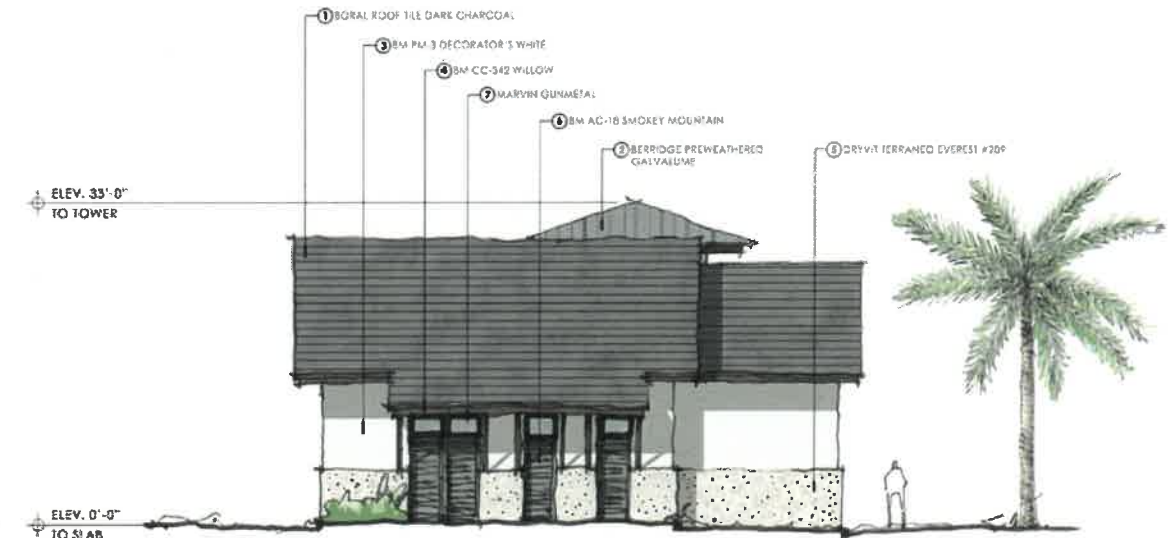 1 BORAL ROOF TILE DARK CHARCOAL
3 BM PM-3 DECORATOR'S WHITE
4 BM CC-542 WILLOW
7 MARVIN GUNMETAL
6 BM AC-18 SMOKEY MOUNTAIN
2 BERRIDGE PREWEATHERED
GALVALUME
5 DRYVIT TERRANEO EVEREST #209
ELEV. 33'-0"
TO TOWER
ELEV. 0'-0"
TO SLAB